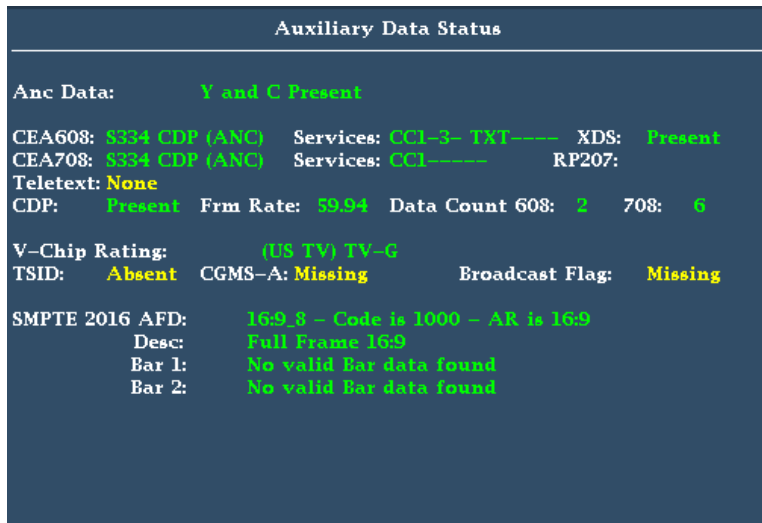 Auxiliary Data Status
Anc Data: Y and C Present
CEA608: S334 CDP (ANC) Services: CC1-3- TXT---- XDS: Present
CEA708: S334 CDP (ANC) Services: CC1----- RP207:
Teletext: None
CDP: Present Frm Rate: 59.94 Data Count 608: 2 708: 6
V-Chip Rating: (US TV) TV-G
TSID: Absent CGMS-A: Missing Broadcast Flag: Missing
SMPTE 2016 AFD: 16:9_8 - Code is 1000 - AR is 16:9
Desc: Full Frame 16:9
Bar 1: No valid Bar data found
Bar 2: No valid Bar data found